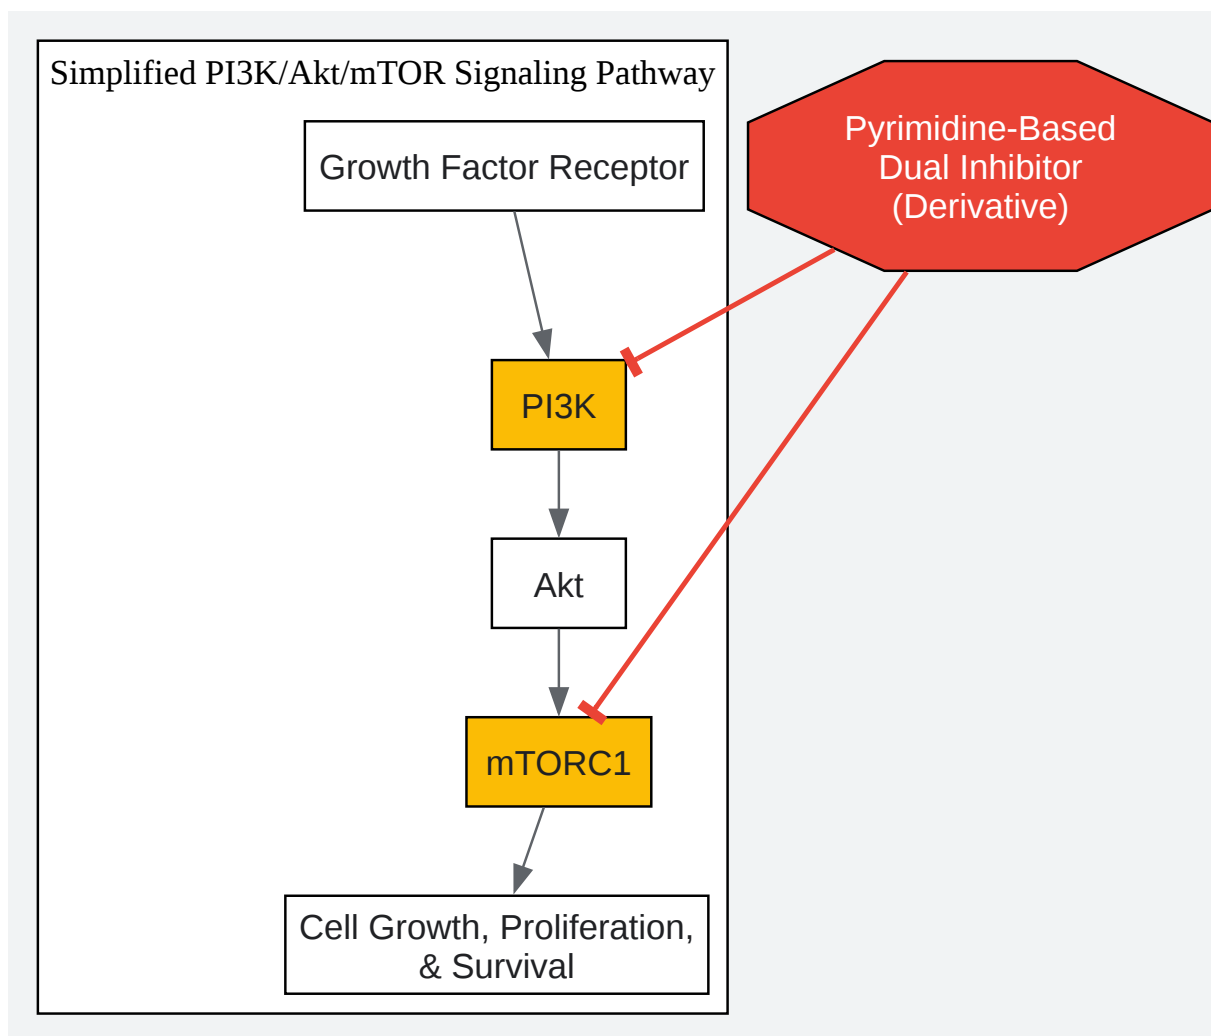 Simplified PI3K/Akt/mTOR Signaling Pathway
Growth Factor Receptor
Pyrimidine-Based
Dual Inhibitor
(Derivative)
PI3K
Akt
mTORC1
Cell Growth, Proliferation,
& Survival